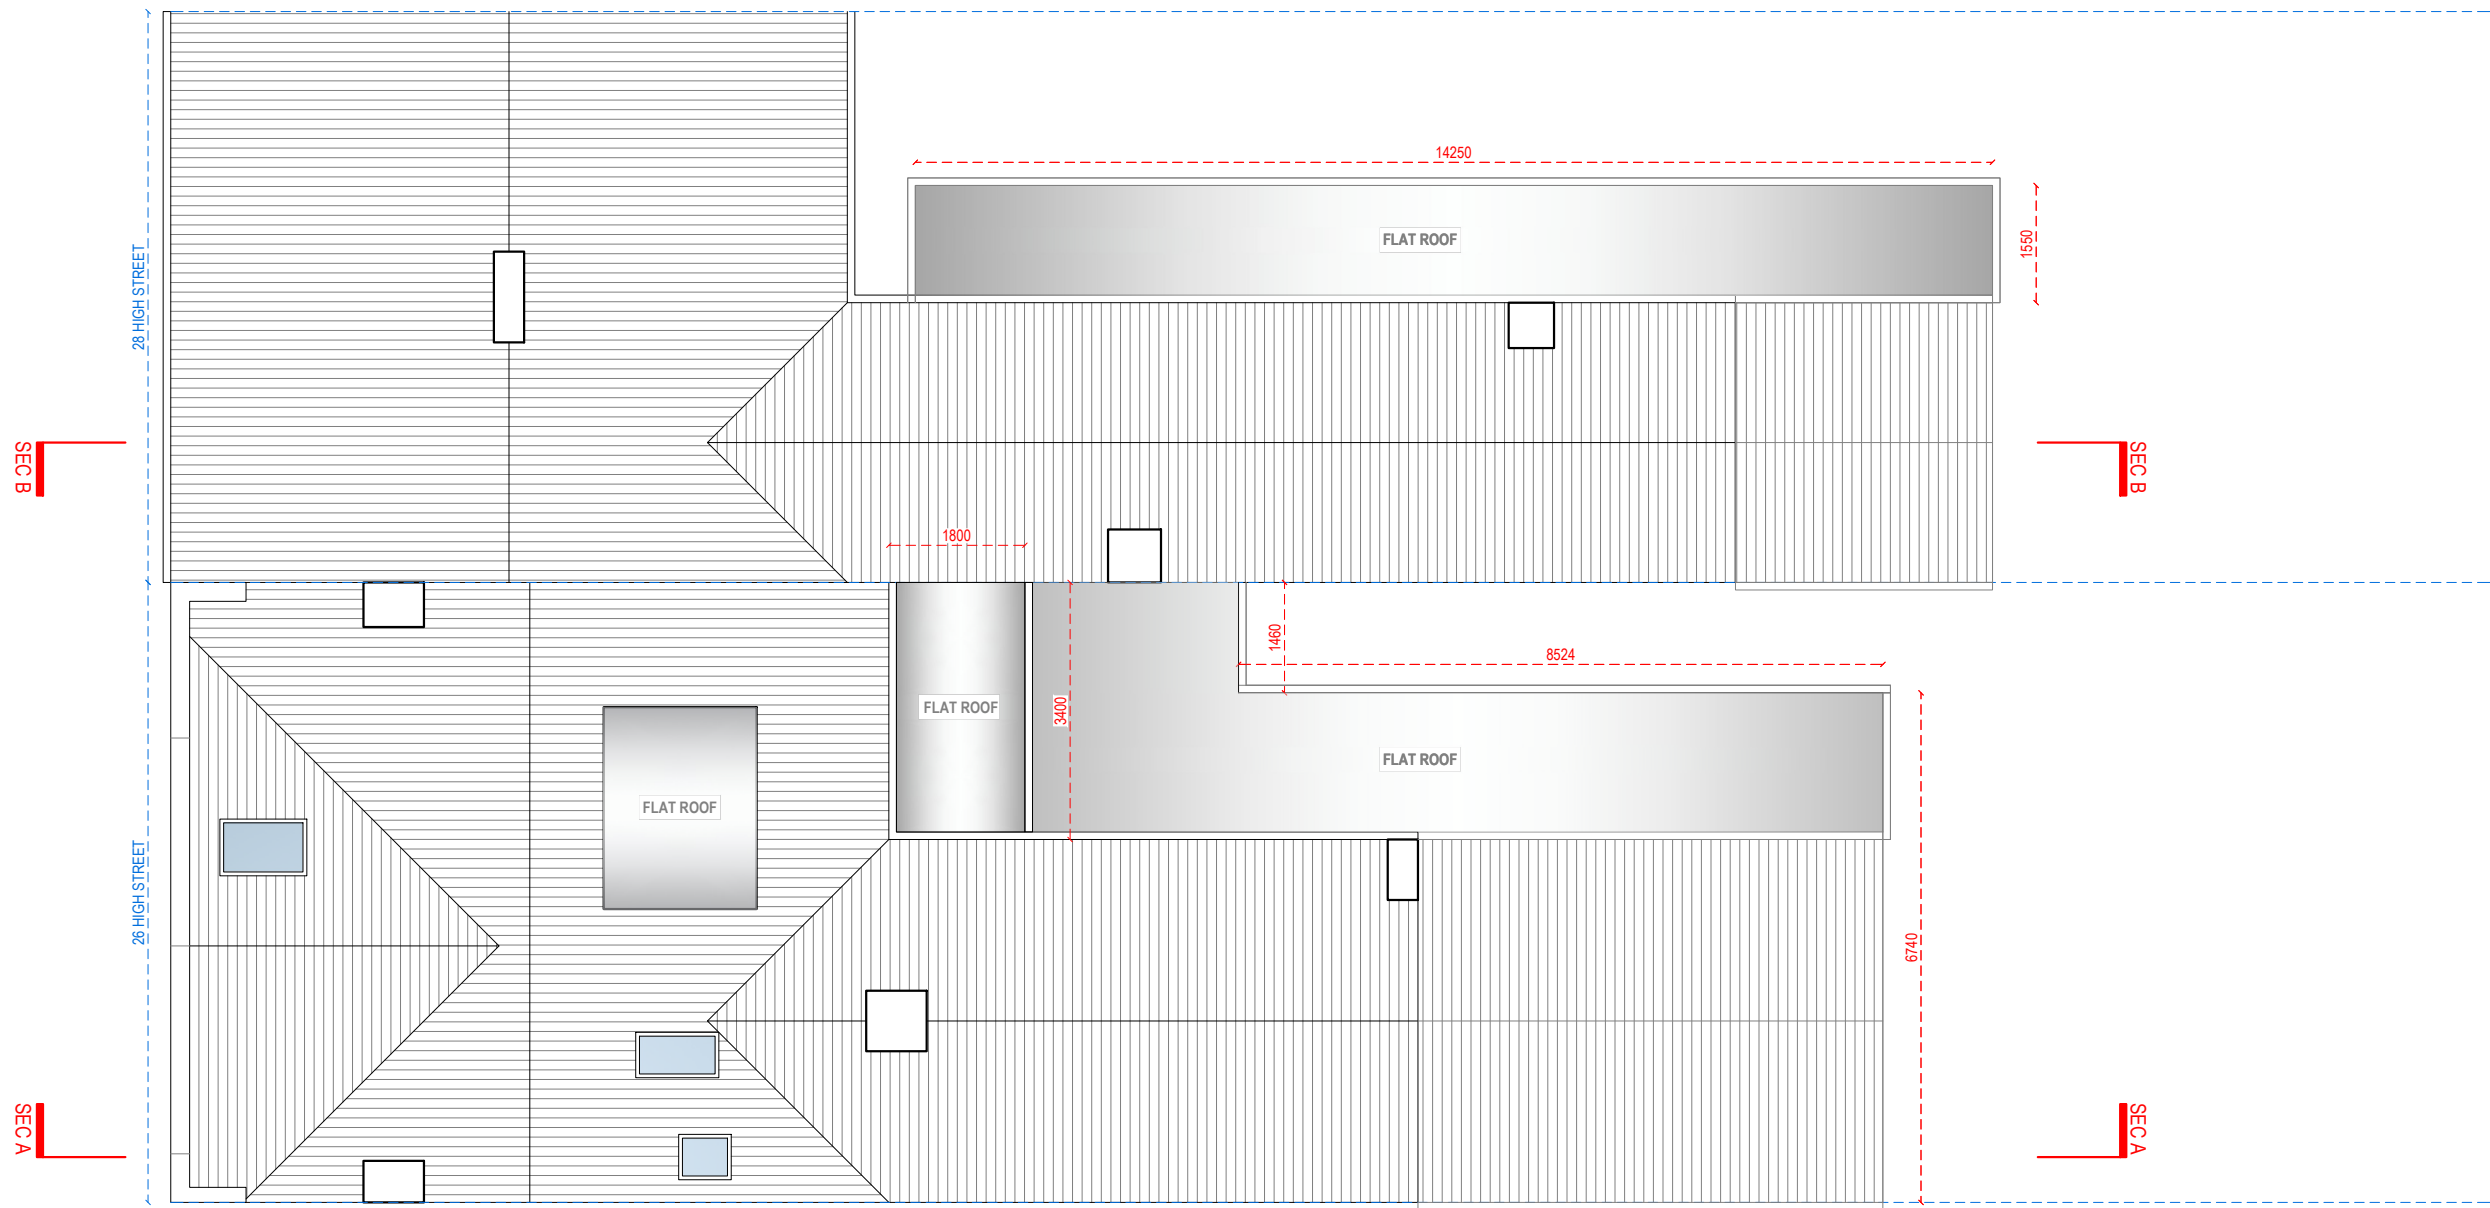 14250
1550
FLAT ROOF
28 HIGH STREET
SEC B
SEC B
1800
1460
8524
3400
FLAT ROOF
FLAT ROOF
FLAT ROOF
26 HIGH STREET
6740
SEC A
SEC A